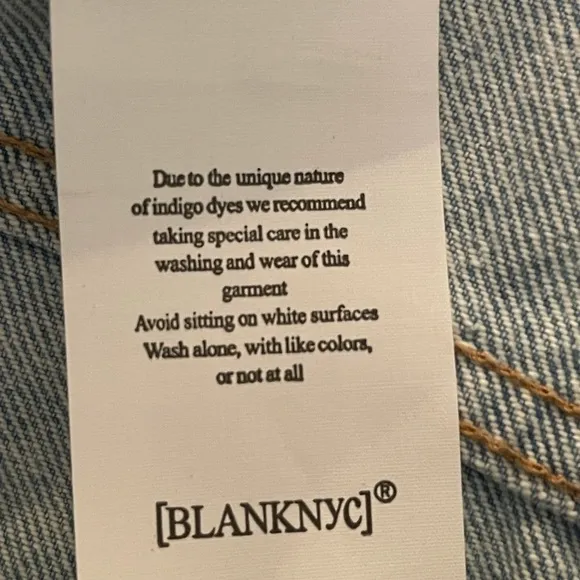 Due to the unique nature
of indigo dyes we recommend
taking special care in the
washing and wear of this
garment
Avoid sitting on white surfaces
Wash alone, with like colors,
or not at all
[BLANKNYC]®